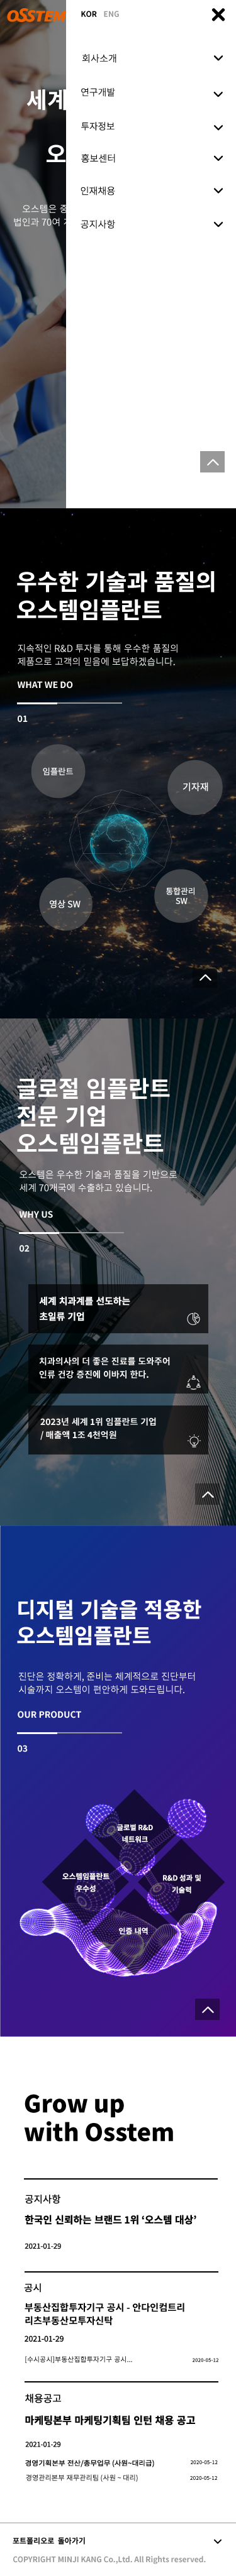 OSSTEM
KOR ENG
회사소개
연구개발
투자정보
홍보센터
인재채용
공지사항
세계
오
오스템은 중
법인과 70여
우수한 기술과 품질의
오스템임플란트
지속적인 R&D 투자를 통해 우수한 품질의
제품으로 고객의 믿음에 보답하겠습니다.
WHAT WE DO
01
임플란트
기자재
영상 SW
통합관리
SW
글로절 임플란트
전문 기업
오스템임플란트
오스템은 우수한 기술과 품질을 기반으로
세계 70개국에 수출하고 있습니다.
WHY US
02
세계 치과계를 선도하는
초일류 기업
치과의사의 더 좋은 진료를 도와주어
인류 건강 증진에 이바지 한다.
2023년 세계 1위 임플란트 기업
/ 매출액 1조 4천억원
디지털 기술을 적용한
오스템임플란트
진단은 정확하게, 준비는 체계적으로 진단부터
시술까지 오스템이 편안하게 도와드립니다.
OUR PRODUCT
03
글로벌 R&D
네트워크
오스템임플란트
우수성
R&D 성과 및
기술력
인증 내역
Grow up
with Osstem
공지사항
한국인 신뢰하는 브랜드 1위 ‘오스템 대상’
2021-01-29
공시
부동산집합투자기구 공시 - 안다인컴트리
리츠부동산모투자신탁
2021-01-29
[수시공시]부동산집합투자기구 공시... 2020-05-12
채용공고
마케팅본부 마케팅기획팀 인턴 채용 공고
2021-01-29
경영기획본부 전산/총무업무 (사원~대리급) 2020-05-12
경영관리본부 재무관리팀 (사원 ~ 대리) 2020-05-12
포트폴리오로 돌아가기
COPYRIGHT MINJI KANG Co.,Ltd. All Rights reserved.